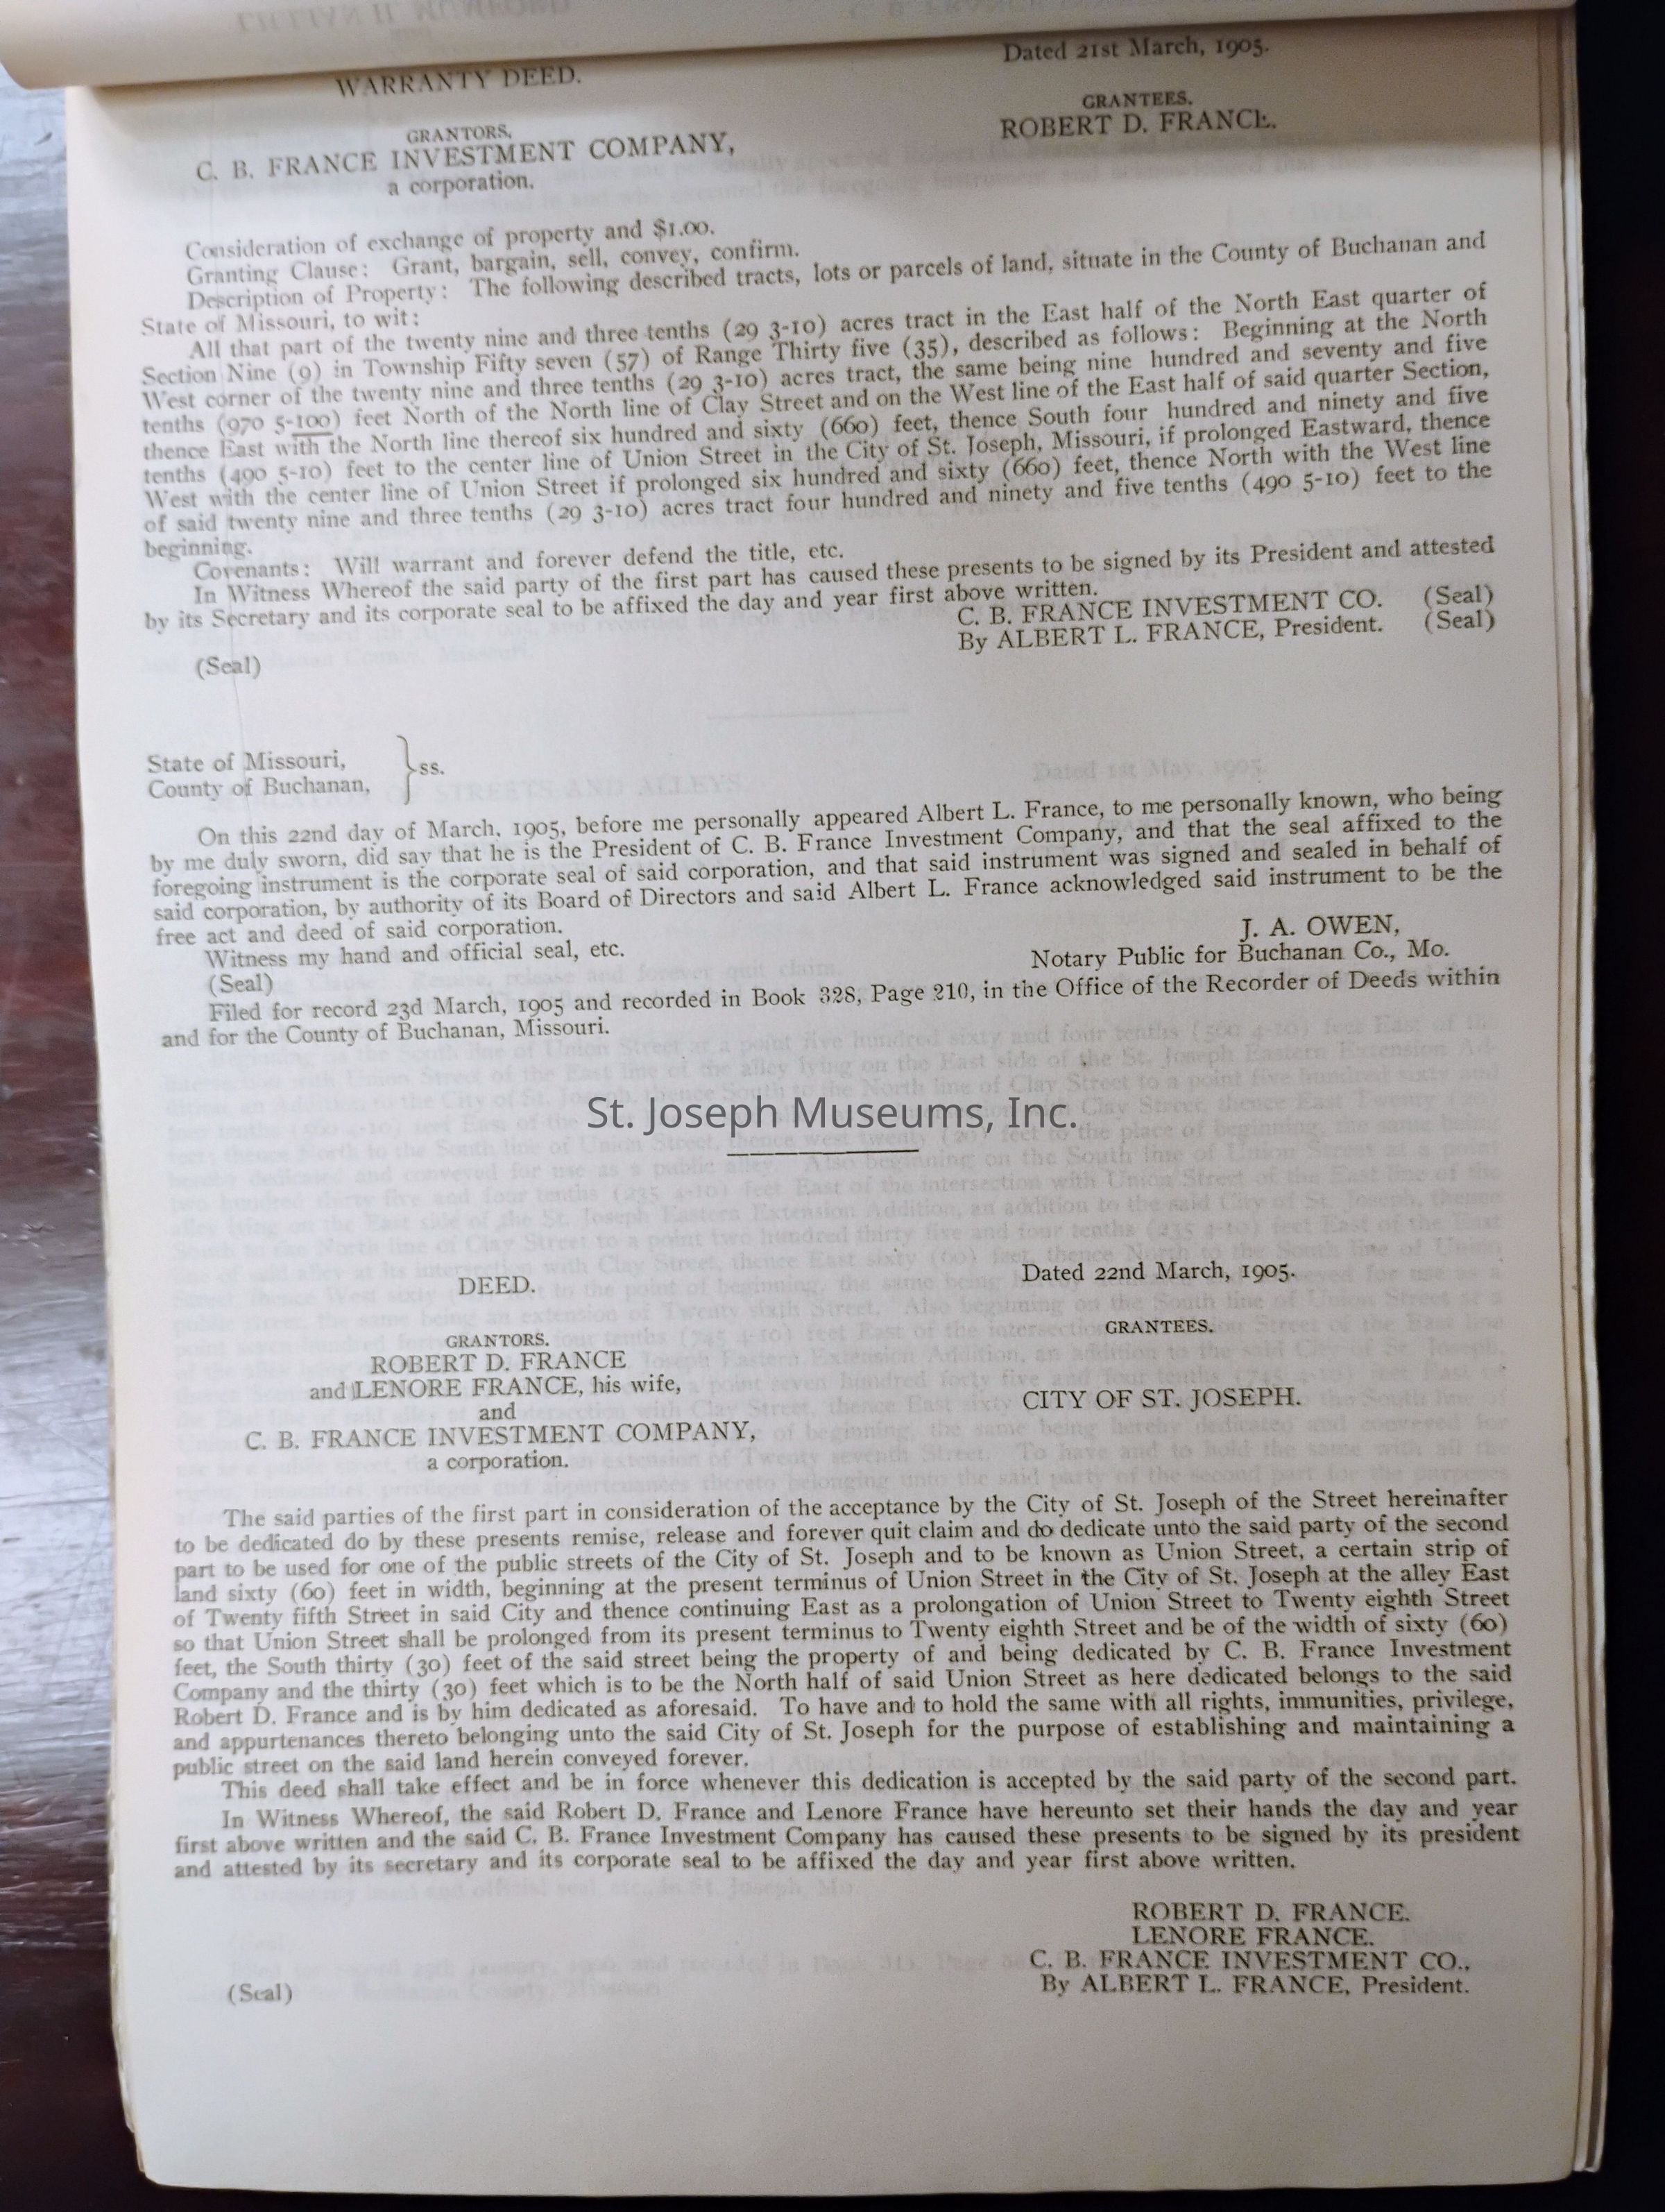 Dated 21st March, 1905.
WARRANTY DEED.
GRANTEES.
ROBERT D. FRANCE.
GRANTORS.
C. B. FRANCE INVESTMENT COMPANY,
a corporation.
Consideration of exchange of property and $1.00.
Granting Clause: Grant, bargain, sell, convey, confirm.
Description of Property: The following described tracts, lots or parcels of land, situate in the County of Buchanan and
State of Missouri, to wit:
All that part of the twenty nine and three tenths (29 3-10) acres tract in the East half of the North East quarter of
Section Nine (9) in Township Fifty seven (57) of Range Thirty five (35), described as follows: Beginning at the North
West corner of the twenty nine and three tenths (29 3-10) acres tract, the same being nine hundred and seventy and five
tenths (970 5-100) feet North of the North line of Clay Street and on the West line of the East half of said quarter Section,
thence East with the North line thereof six hundred and sixty (660) feet, thence South four hundred and ninety and five
tenths (490 5-10) feet to the center line of Union Street in the City of St. Joseph, Missouri, if prolonged Eastward, thence
West with the center line of Union Street if prolonged six hundred and sixty (660) feet, thence North with the West line
of said twenty nine and three tenths (29 3-10) acres tract four hundred and ninety and five tenths (490 5-10) feet to the
beginning.
Covenants: Will warrant and forever defend the title, etc.
In Witness Whereof the said party of the first part has caused these presents to be signed by its President and attested
by its Secretary and its corporate seal to be affixed the day and year first above written.
C. B. FRANCE INVESTMENT CO. (Seal)
By ALBERT L. FRANCE, President. (Seal)
(Seal)
State of Missouri,
County of Buchanan, } ss.
On this 22nd day of March, 1905, before me personally appeared Albert L. France, to me personally known, who being
by me duly sworn, did say that he is the President of C. B. France Investment Company, and that the seal affixed to the
foregoing instrument is the corporate seal of said corporation, and that said instrument was signed and sealed in behalf of
said corporation, by authority of its Board of Directors and said Albert L. France acknowledged said instrument to be the
free act and deed of said corporation.
Witness my hand and official seal, etc.
J. A. OWEN,
(Seal)
Notary Public for Buchanan Co., Mo.
Filed for record 23d March, 1905 and recorded in Book 328, Page 210, in the Office of the Recorder of Deeds within
and for the County of Buchanan, Missouri.
St. Joseph Museums, Inc.
DEED.
Dated 22nd March, 1905.
GRANTORS.
ROBERT D. FRANCE
and LENORE FRANCE, his wife,
and
C. B. FRANCE INVESTMENT COMPANY,
a corporation.
GRANTEES.
CITY OF ST. JOSEPH.
The said parties of the first part in consideration of the acceptance by the City of St. Joseph of the Street hereinafter
to be dedicated do by these presents remise, release and forever quit claim and do dedicate unto the said party of the second
part to be used for one of the public streets of the City of St. Joseph and to be known as Union Street, a certain strip of
land sixty (60) feet in width, beginning at the present terminus of Union Street in the City of St. Joseph at the alley East
of Twenty fifth Street in said City and thence continuing East as a prolongation of Union Street to Twenty eighth Street
so that Union Street shall be prolonged from its present terminus to Twenty eighth Street and be of the width of sixty (60)
feet, the South thirty (30) feet of the said street being the property of and being dedicated by C. B. France Investment
Company and the thirty (30) feet which is to be the North half of said Union Street as here dedicated belongs to the said
Robert D. France and is by him dedicated as aforesaid. To have and to hold the same with all rights, immunities, privilege,
and appurtenances thereto belonging unto the said City of St. Joseph for the purpose of establishing and maintaining a
public street on the said land herein conveyed forever.
This deed shall take effect and be in force whenever this dedication is accepted by the said party of the second part.
In Witness Whereof, the said Robert D. France and Lenore France have hereunto set their hands the day and year
first above written and the said C. B. France Investment Company has caused these presents to be signed by its president
and attested by its secretary and its corporate seal to be affixed the day and year first above written.
ROBERT D. FRANCE.
LENORE FRANCE.
C. B. FRANCE INVESTMENT CO.,
By ALBERT L. FRANCE, President.
(Seal)